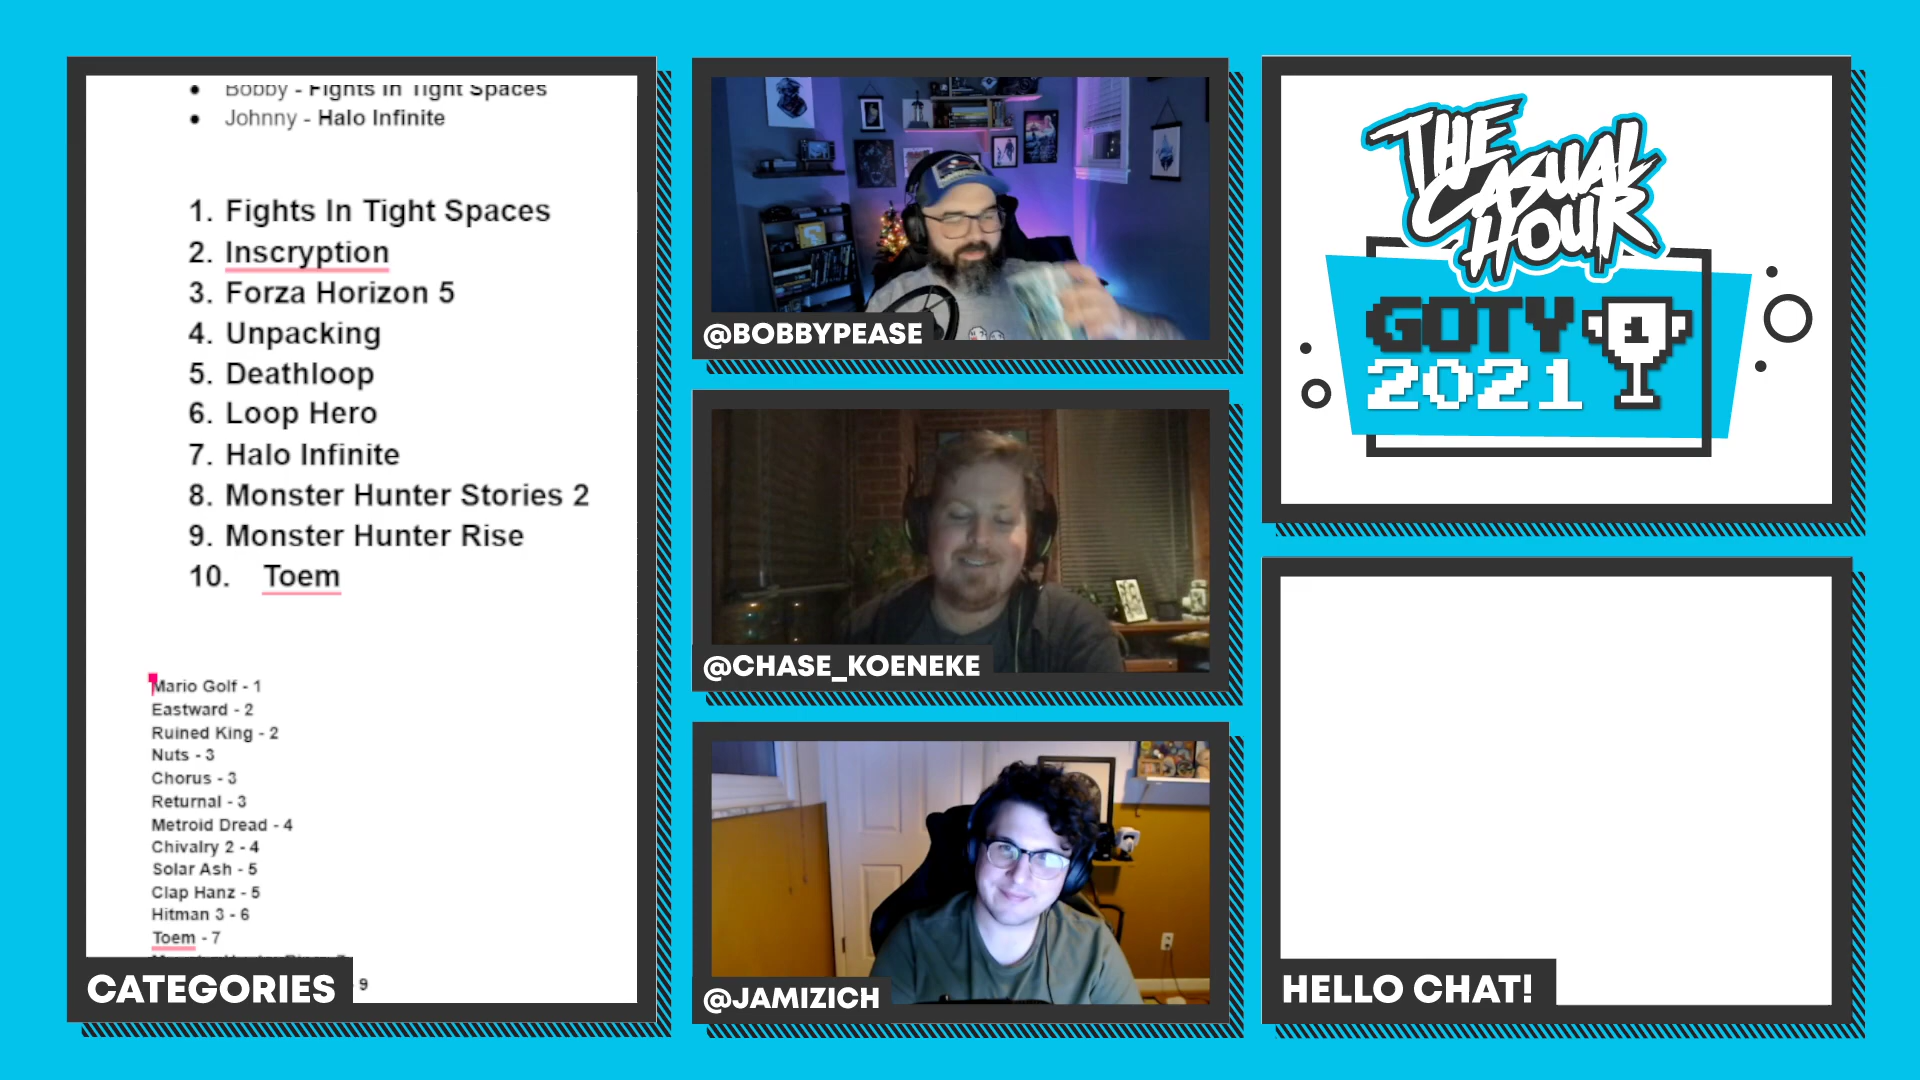 Bobby - Fights In Tight Spaces
Johnny - Halo Infinite
1. Fights In Tight Spaces
2. Inscryption
3. Forza Horizon 5
4. Unpacking
5. Deathloop
6. Loop Hero
7. Halo Infinite
8. Monster Hunter Stories 2
9. Monster Hunter Rise
10. Toem
Mario Golf - 1
Eastward - 2
Ruined King - 2
Nuts - 3
Chorus - 3
Returnal - 3
Metroid Dread - 4
Chivalry 2 - 4
Solar Ash - 5
Clap Hanz - 5
Hitman 3 - 6
Toem - 7
9
CATEGORIES
@BOBBYPEASE
@CHASE_KOENEKE
@JAMIZICH
THE
CASUAL
HOUR
GOTY
1
2021
HELLO CHAT!